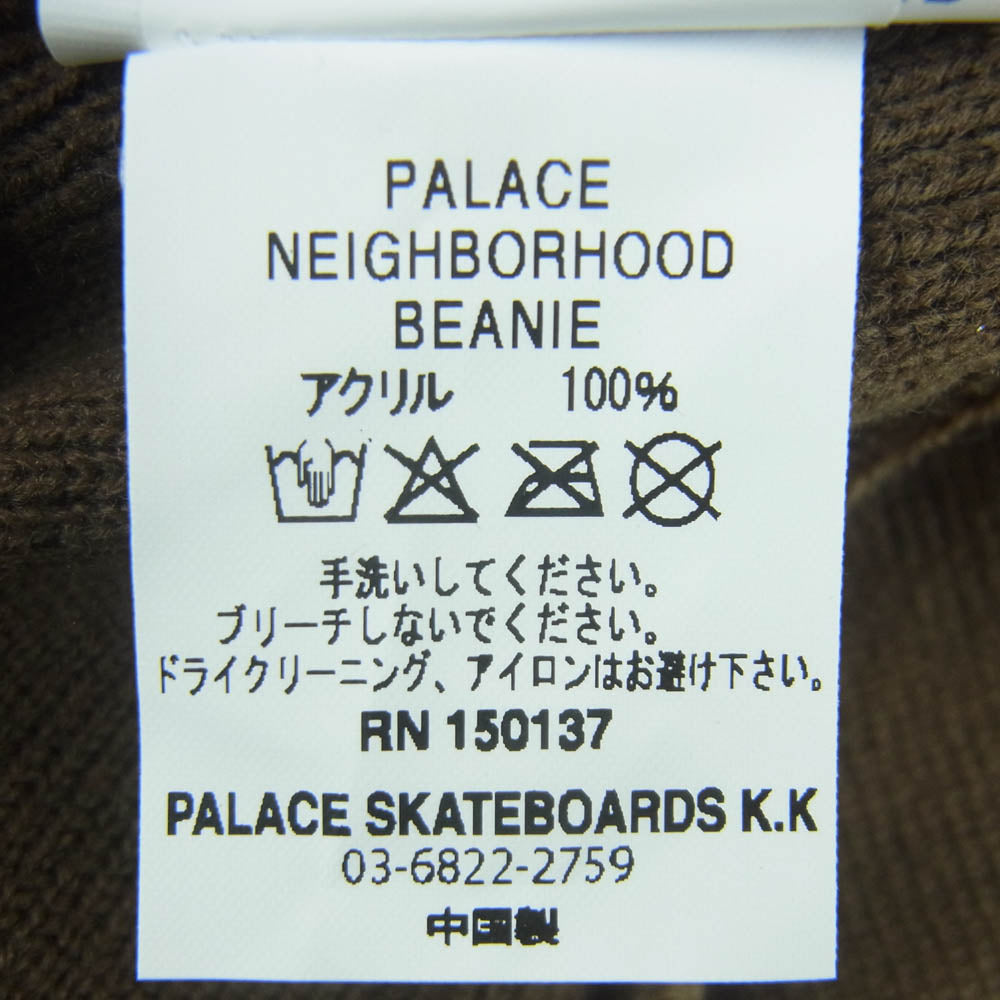 PALACE
NEIGHBORHOOD
BEANIE
アクリル 100%
手洗いしてください。
ブリーチしないでください。
ドライクリーニング、アイロンはお避け下さい。
RN 150137
PALACE SKATEBOARDS K.K
03-6822-2759
中国製